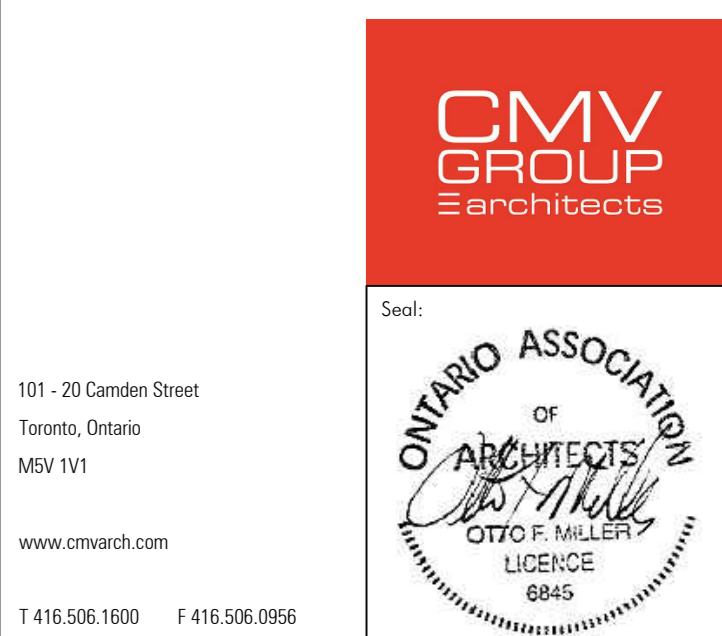 CMV
GROUP
architects
Seal:
ONTARIO ASSOCIATION
OF
ARCHITECTS
OTTO F. MILLER
LICENCE
6845
101 - 20 Camden Street
Toronto, Ontario
M5V 1V1
www.cmvarch.com
T 416.506.1600 F 416.506.0956